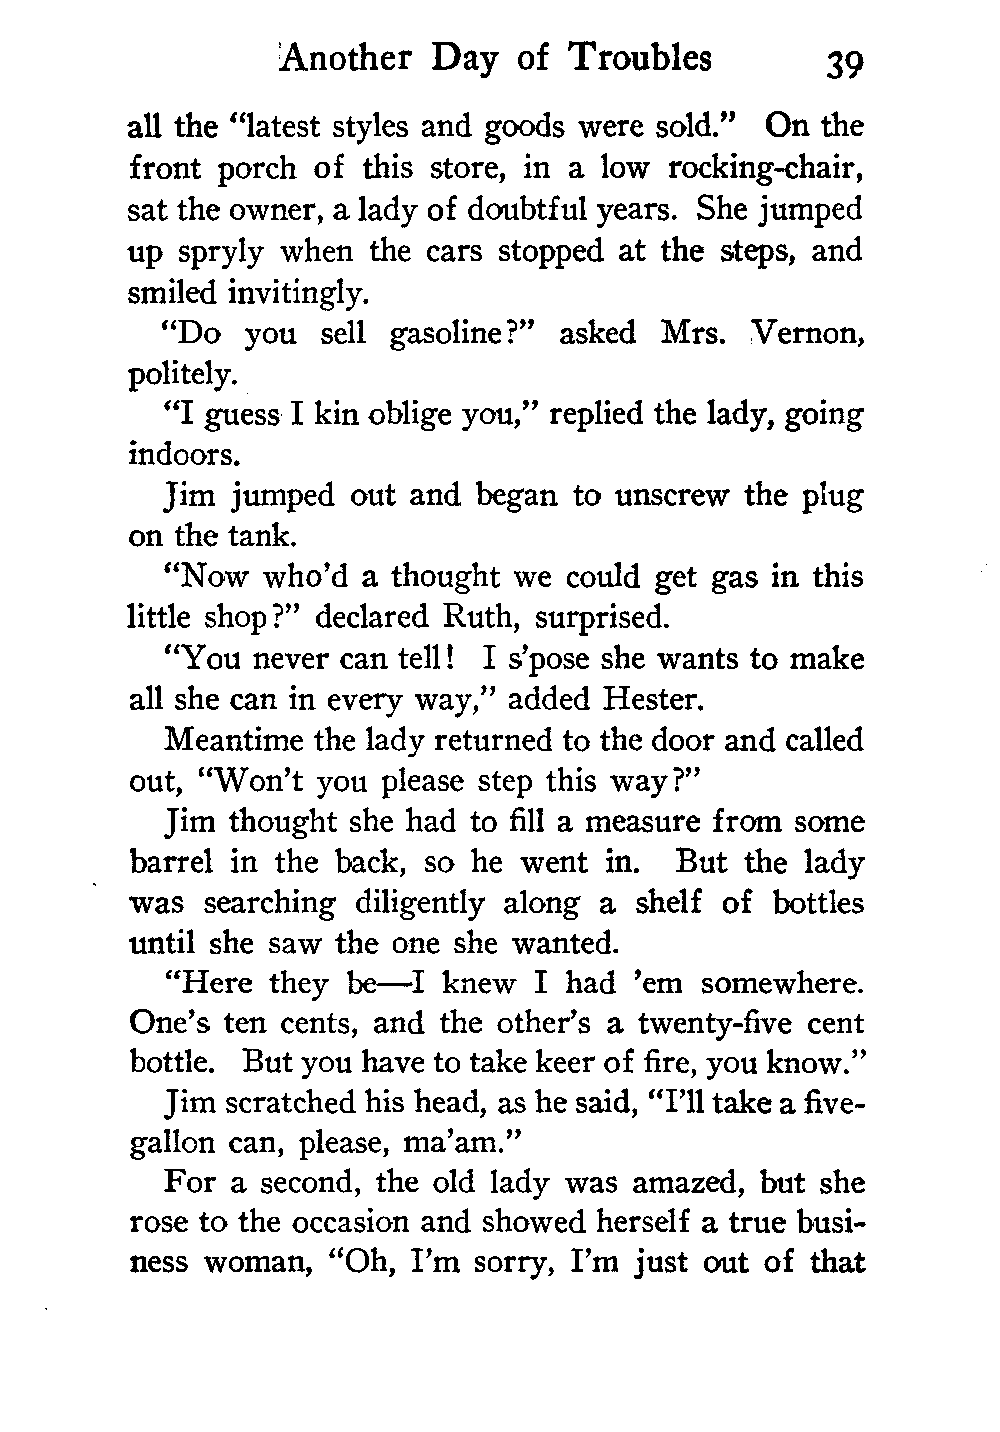 Another Day of Troubles 39
all the “latest styles and goods were sold.” On the
front porch of this store, in a low rocking-chair,
sat the owner, a lady of doubtful years. She jumped
up spryly when the cars stopped at the steps, and
smiled invitingly.
“Do you sell gasoline?” asked Mrs. Vernon,
politely.
“I guess I kin oblige you,” replied the lady, going
indoors.
Jim jumped out and began to unscrew the plug
on the tank.
“Now who’d a thought we could get gas in this
little shop?” declared Ruth, surprised.
“You never can tell! I s’pose she wants to make
all she can in every way,” added Hester.
Meantime the lady returned to the door and called
out, “Won’t you please step this way?”
Jim thought she had to fill a measure from some
barrel in the back, so he went in. But the lady
was searching diligently along a shelf of bottles
until she saw the one she wanted.
“Here they be—I knew I had ’em somewhere.
One’s ten cents, and the other’s a twenty-five cent
bottle. But you have to take keer of fire, you know.”
Jim scratched his head, as he said, “I’ll take a five-
gallon can, please, ma’am.”
For a second, the old lady was amazed, but she
rose to the occasion and showed herself a true busi-
ness woman, “Oh, I’m sorry, I’m just out of that